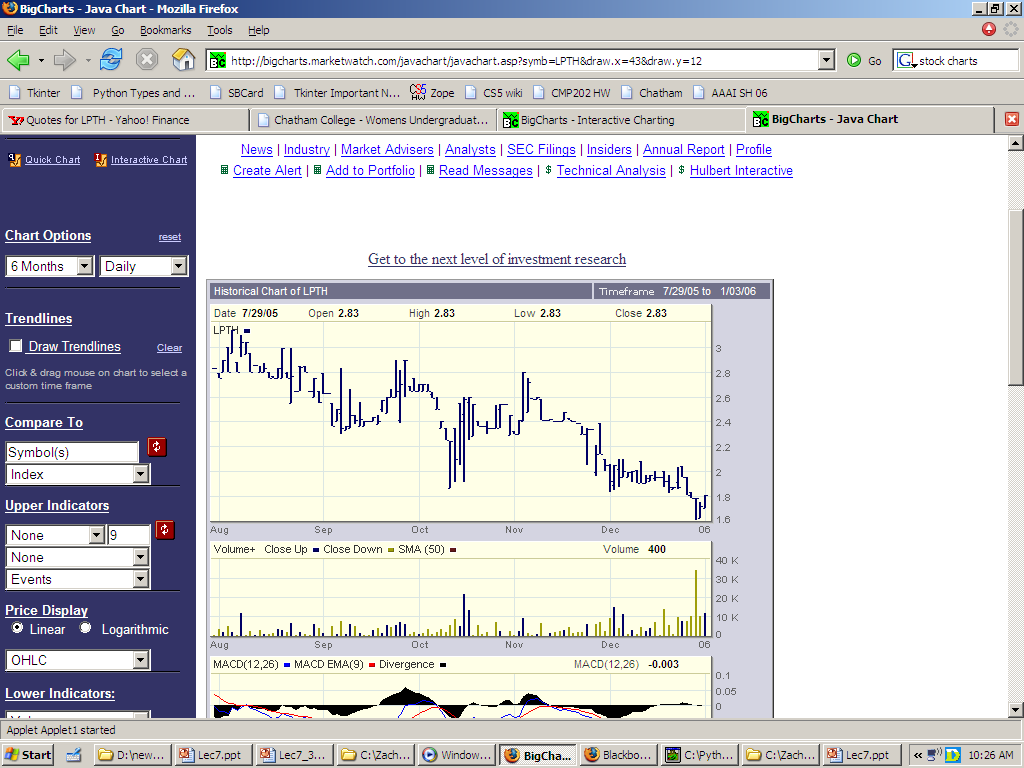 BigCharts - Java Chart - Mozilla Firefox
File Edit View Go Bookmarks Tools Help
http://bigcharts.marketwatch.com/javachart/javachart.asp?symb=LPTH&draw.x=43&draw.y=12 Go G stock charts
Tkinter Python Types and ... SBCard Tkinter Important N... CS5 HW Zope CS5 wiki CMP202 HW Chatham AAAI SH 06
Quotes for LPTH - Yahoo! Finance Chatham College - Womens Undergraduat... BigCharts - Interactive Charting BigCharts - Java Chart
News | Industry | Market Advisers | Analysts | SEC Filings | Insiders | Annual Report | Profile
Quick Chart Interactive Chart
Create Alert | Add to Portfolio | Read Messages | $ Technical Analysis | $ Hulbert Interactive
Chart Options reset
Get to the next level of investment research
6 Months Daily
Historical Chart of LPTH Timeframe 7/29/05 to 1/03/06
Date 7/29/05 Open 2.83 High 2.83 Low 2.83 Close 2.83
Trendlines
LPTH
Draw Trendlines Clear
3
Click & drag mouse on chart to select a
custom time frame
2.8
2.6
Compare To
2.4
Symbol(s)
2.2
Index
2
Upper Indicators
1.8
None 9
1.6
Aug Sep Oct Nov Dec 06
None
Volume+ Close Up Close Down SMA (50) Volume 400
40 K
Events
30 K
20 K
Price Display
10 K
Linear Logarithmic
0
Aug Sep Oct Nov Dec 06
OHLC
MACD(12,26) MACD EMA(9) Divergence MACD(12,26) -0.003
0.1
0.05
Lower Indicators:
0
Applet Applet1 started
Start D:\new... Lec7.ppt Lec7_3... C:\Zach... Window... BigCha... Blackbo... C:\Pyth... C:\Zach... Lec7.ppt « 10:26 AM